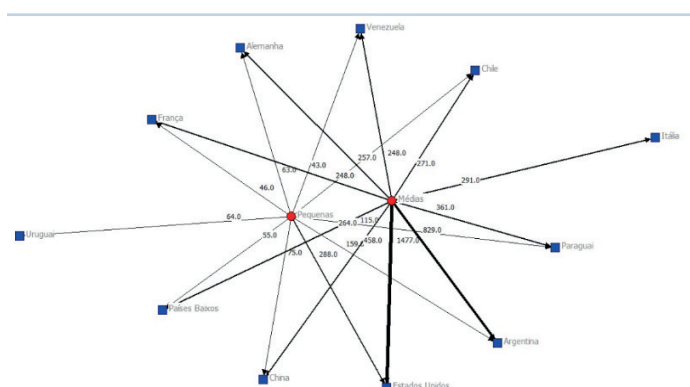 Venezuela
Alemanha
Chile
França
Itália
63.0
43.0
257.0
248.0
248.0
271.0
291.0
46.0
Médias
361.0
Pequenas
64.0
264.0
115.0
829.0
Uruguai
55.0
159.0
458.0
1477.0
Paraguai
75.0
288.0
Países Baixos
Argentina
China
Estados Unidos